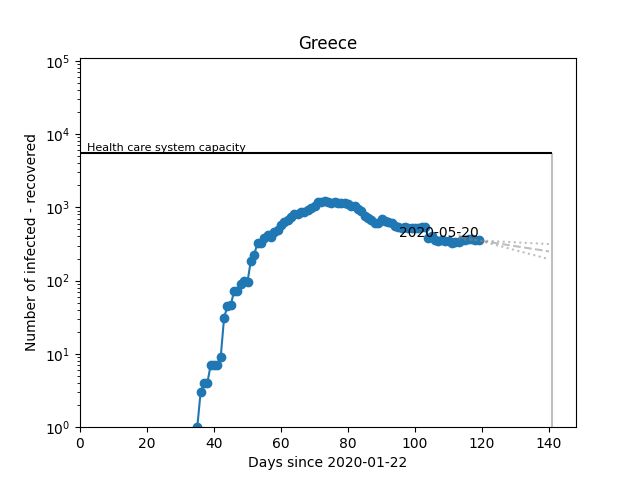 Greece
Number of infected - recovered
10^5
10^4
10^3
10^2
10^1
10^0
Health care system capacity
2020-05-20
0 20 40 60 80 100 120 140
Days since 2020-01-22